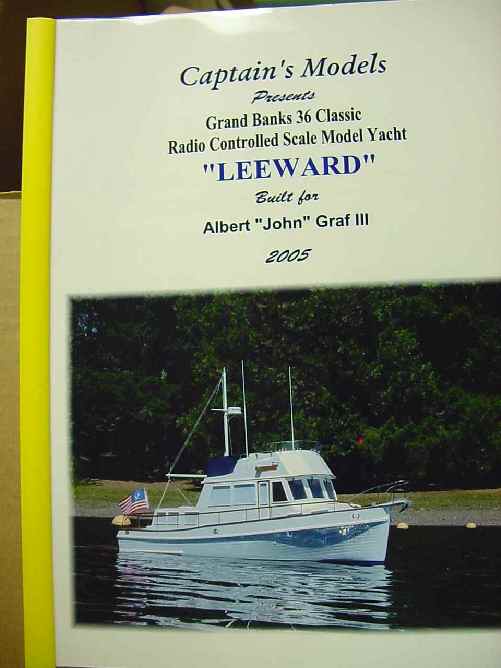 Captain's Models
Presents
Grand Banks 36 Classic
Radio Controlled Scale Model Yacht
"LEEWARD"
Built for
Albert "John" Graf III
2005